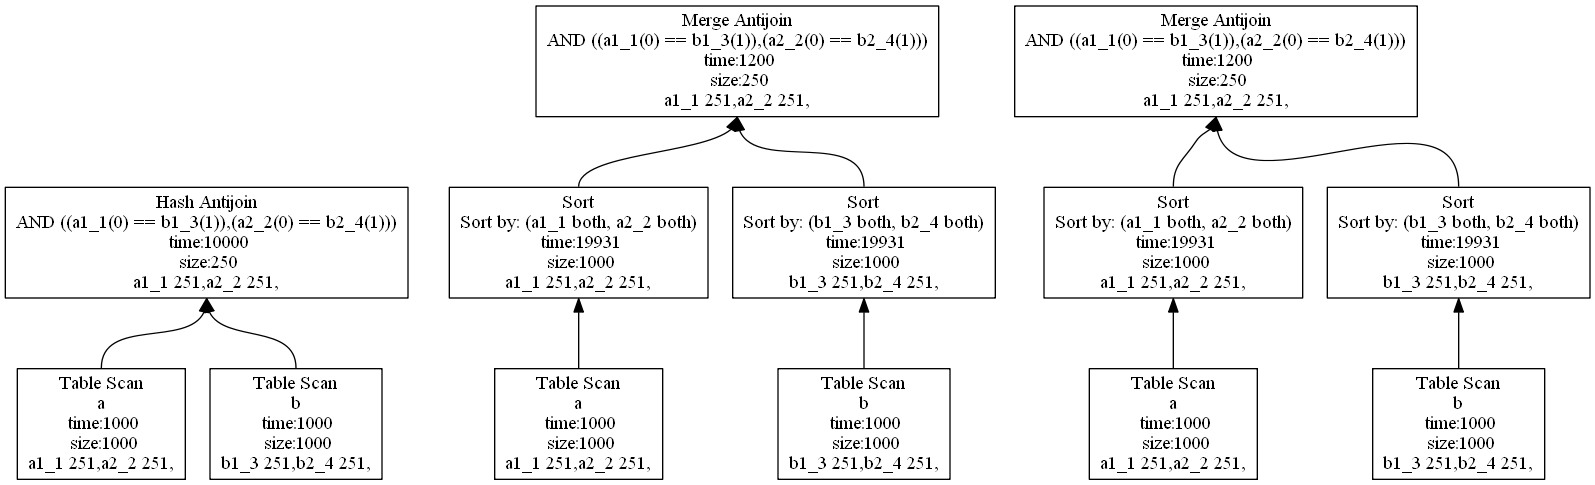 Merge Antijoin
AND ((a1_1(0) == b1_3(1)),(a2_2(0) == b2_4(1)))
time:1200
size:250
a1_1 251,a2_2 251,
Merge Antijoin
AND ((a1_1(0) == b1_3(1)),(a2_2(0) == b2_4(1)))
time:1200
size:250
a1_1 251,a2_2 251,
Hash Antijoin
AND ((a1_1(0) == b1_3(1)),(a2_2(0) == b2_4(1)))
time:10000
size:250
a1_1 251,a2_2 251,
Sort
Sort by: (a1_1 both, a2_2 both)
time:19931
size:1000
a1_1 251,a2_2 251,
Sort
Sort by: (b1_3 both, b2_4 both)
time:19931
size:1000
b1_3 251,b2_4 251,
Sort
Sort by: (a1_1 both, a2_2 both)
time:19931
size:1000
a1_1 251,a2_2 251,
Sort
Sort by: (b1_3 both, b2_4 both)
time:19931
size:1000
b1_3 251,b2_4 251,
Table Scan
a
time:1000
size:1000
a1_1 251,a2_2 251,
Table Scan
b
time:1000
size:1000
b1_3 251,b2_4 251,
Table Scan
a
time:1000
size:1000
a1_1 251,a2_2 251,
Table Scan
b
time:1000
size:1000
b1_3 251,b2_4 251,
Table Scan
a
time:1000
size:1000
a1_1 251,a2_2 251,
Table Scan
b
time:1000
size:1000
b1_3 251,b2_4 251,